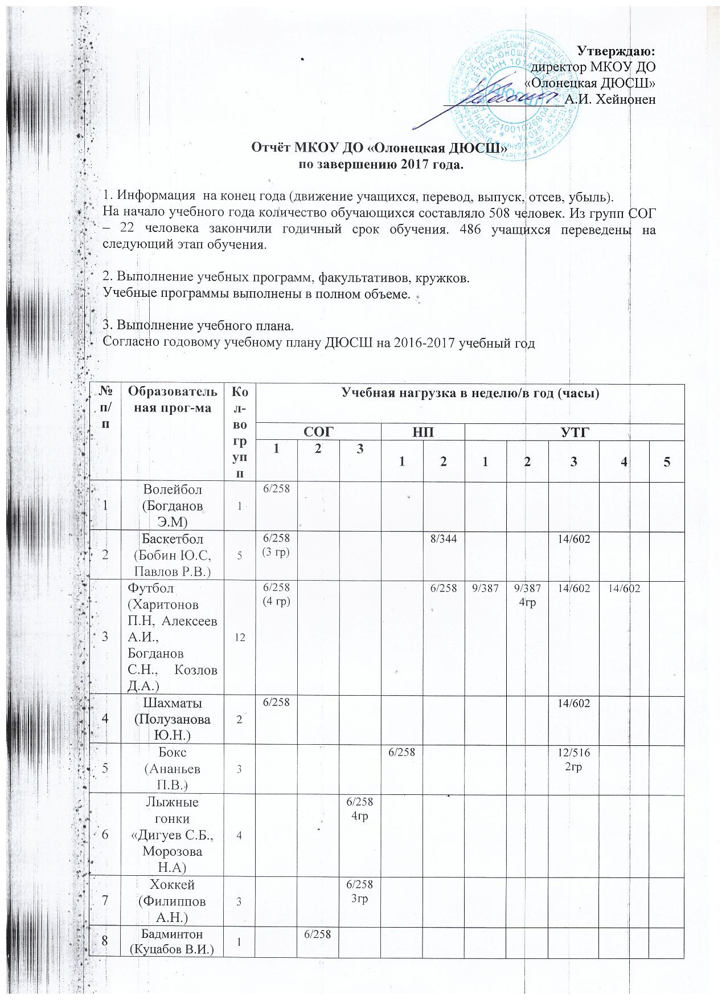 Утверждаю:
директор МКОУ ДО
«Олонецкая ДЮСШ»
А.И. Хейнонен
ДЮСШ
Отчёт МКОУ ДО «Олонецкая ДЮСШ»
по завершению 2017 года.
1. Информация на конец года (движение учащихся, перевод, выпуск, отсев, убыль).
На начало учебного года количество обучающихся составляло 508 человек. Из групп СОГ
– 22 человека закончили годичный срок обучения. 486 учащихся переведены на
следующий этап обучения.
2. Выполнение учебных программ, факультативов, кружков.
Учебные программы выполнены в полном объеме.
3. Выполнение учебного плана.
Согласно годовому учебному плану ДЮСШ на 2016-2017 учебный год
№
п/
п
Образователь
ная прог-ма
Ко
л-
во
гр
уп
п
Учебная нагрузка в неделю/в год (часы)
СОГ НП УТГ
1 2 3 1 2 1 2 3 4 5
1
Волейбол
(Богданов
Э.М)
1
6/258
2
Баскетбол
(Бобин Ю.С,
Павлов Р.В.)
5
6/258
(3 гр)
8/344
14/602
3
Футбол
(Харитонов
П.Н, Алексеев
А.И.,
Богданов
С.Н., Козлов
Д.А.)
12
6/258
(4 гр)
6/258
9/387
9/387
4гр
14/602
14/602
4
Шахматы
(Полузанова
Ю.Н.)
2
6/258
14/602
5
Бокс
(Ананьев
П.В.)
3
6/258
12/516
2гр
6
Лыжные
гонки
«Дигуев С.Б.,
Морозова
Н.А)
4
6/258
4гр
7
Хоккей
(Филиппов
А.Н.)
3
6/258
3гр
8
Бадминтон
(Куцабов В.И.)
1
6/258